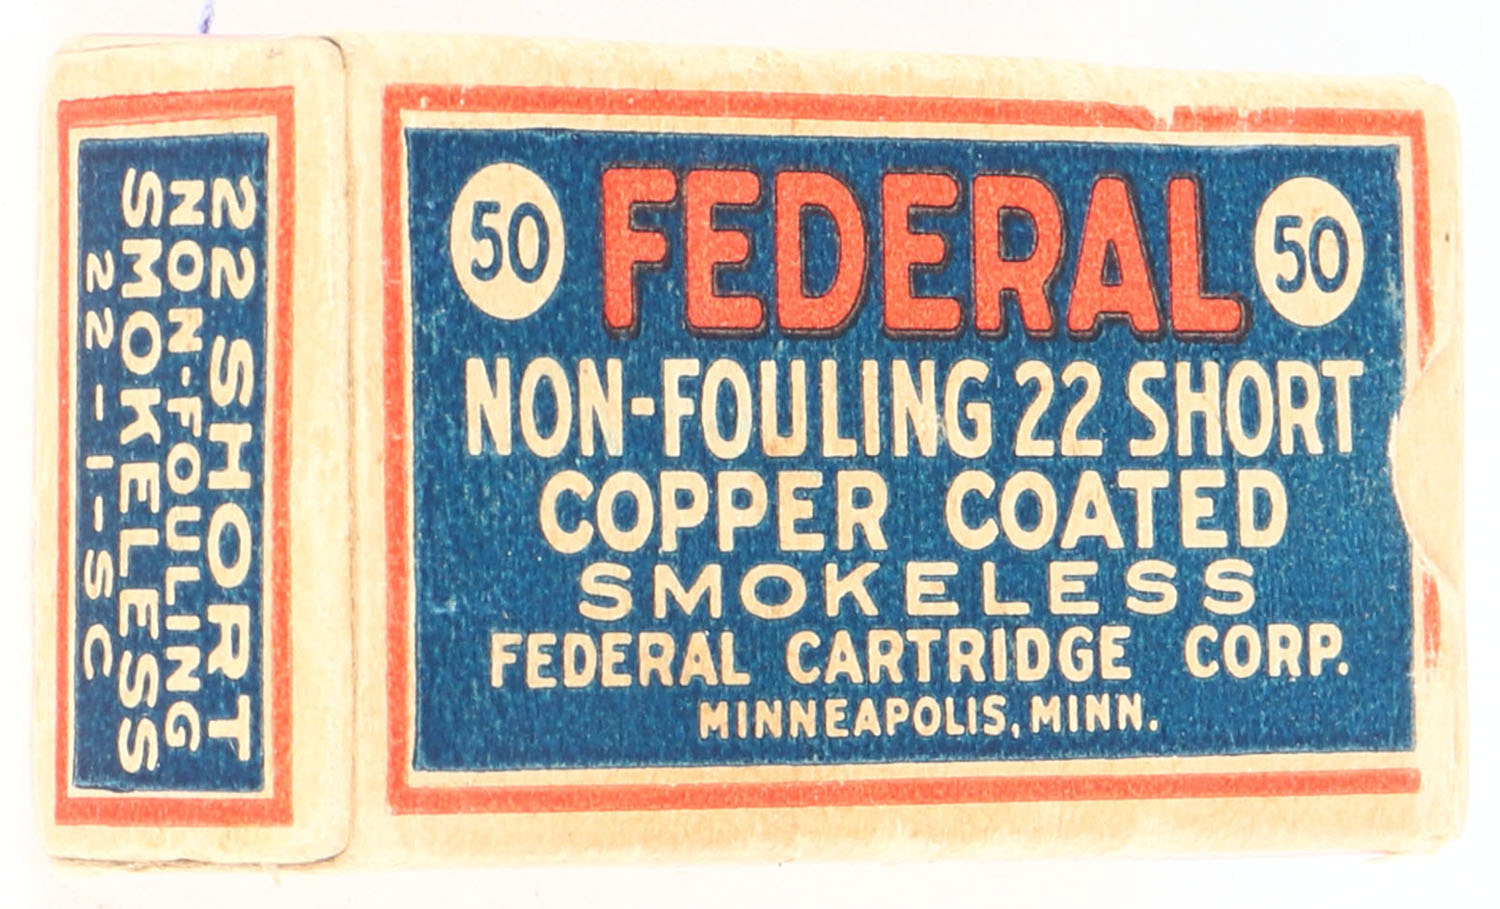 22 SHORT
NON-FOULING
SMOKELESS
22-1-SC
50 FEDERAL 50
NON-FOULING 22 SHORT
COPPER COATED
SMOKELESS
FEDERAL CARTRIDGE CORP.
MINNEAPOLIS, MINN.